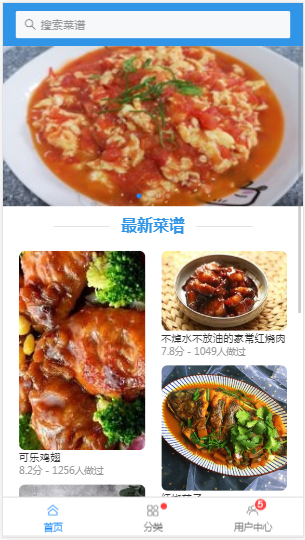 搜索菜谱
最新菜谱
可乐鸡翅
8.2分 - 1256人做过
不焯水不放油的家常红烧肉
7.8分 - 1049人做过
首页
分类
5
用户中心